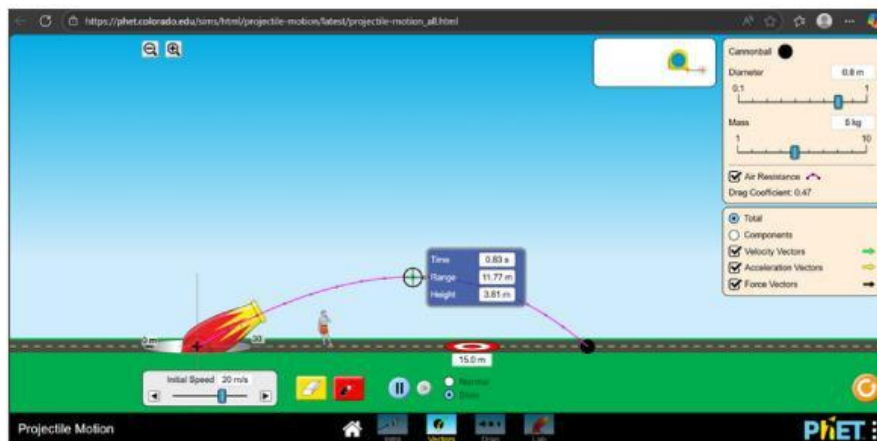 https://phet.colorado.edu/sims/html/projectile-motion/latest/projectile-motion_all.html
Cannonball
Diameter 0.8 m
0.1 1
Mass 5 kg
1 10
Air Resistance
Drag Coefficient: 0.47
Total
Components
Velocity Vectors
Acceleration Vectors
Force Vectors
Time 0.83 s
Range 11.77 m
Height 3.81 m
0 m
30
15.0 m
Initial Speed 20 m/s
Normal
Slow
Projectile Motion
Intro
Vectors
Drag
Lab
PhET